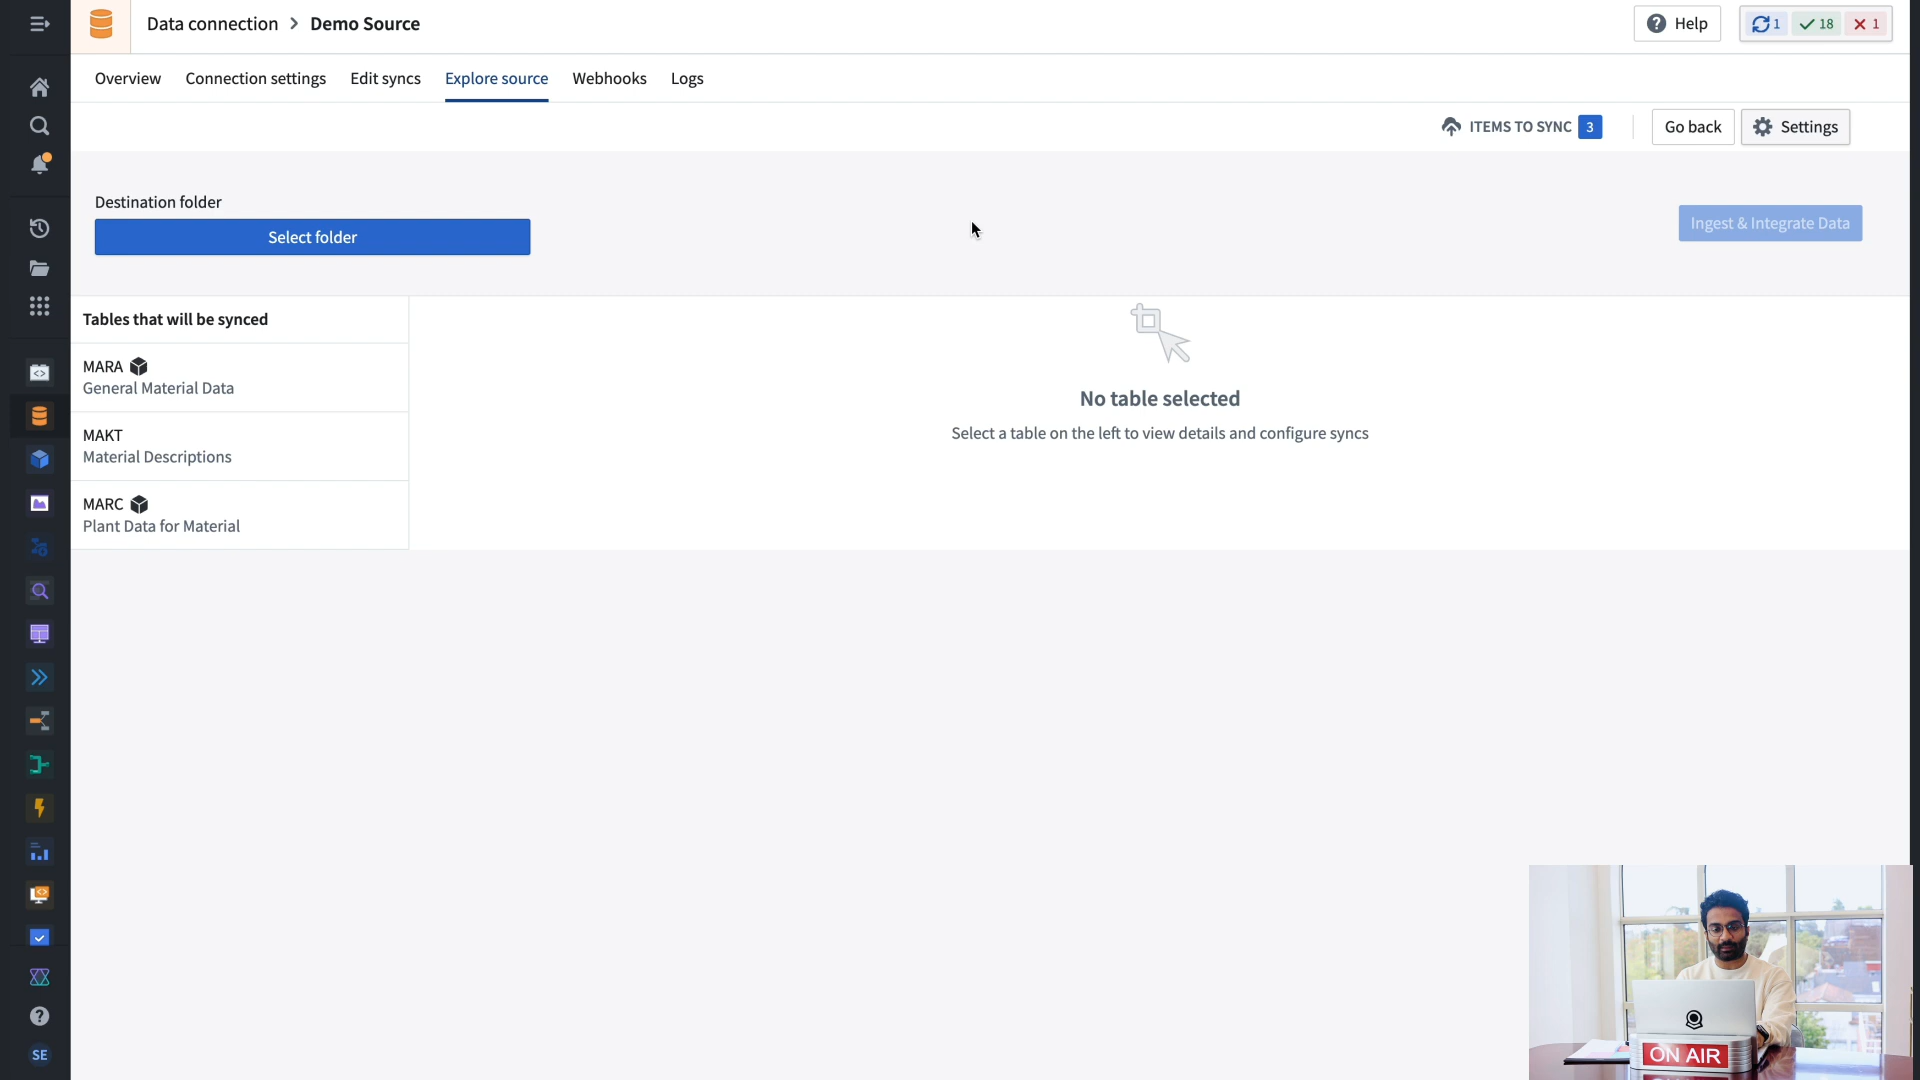 Data connection > Demo Source
Help
1
18
1
Overview
Connection settings
Edit syncs
Explore source
Webhooks
Logs
ITEMS TO SYNC 3
Go back
Settings
Destination folder
Select folder
Ingest & Integrate Data
Tables that will be synced
MARA
General Material Data
MAKT
Material Descriptions
MARC
Plant Data for Material
No table selected
Select a table on the left to view details and configure syncs
SE
ON AIR